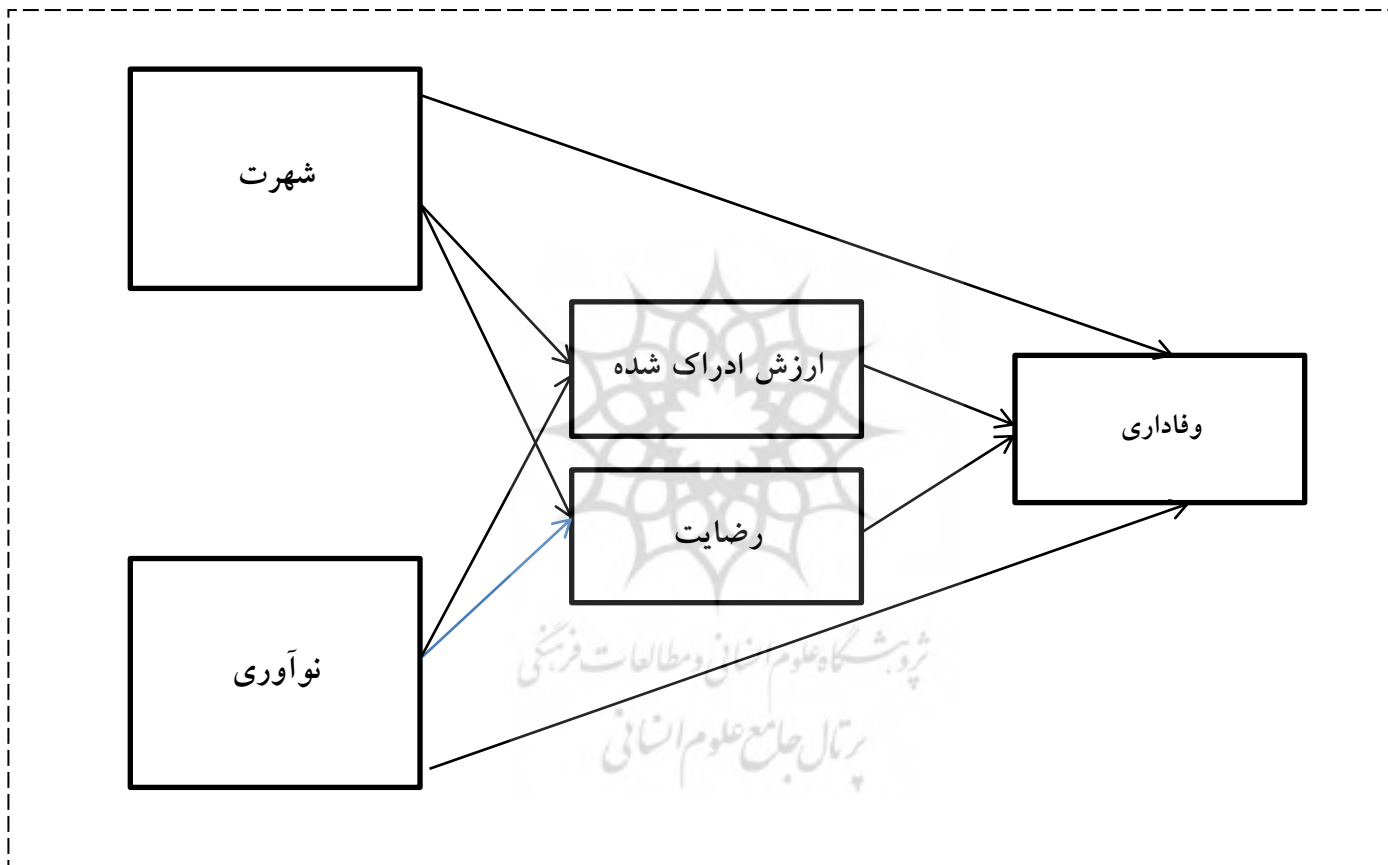 شهرت
ارزش ادراک شده
وفاداری
رضایت
نوآوری
پژوهشگاه علوم انسانی و مطالعات فرهنگی
پرتال جامع علوم انسانی